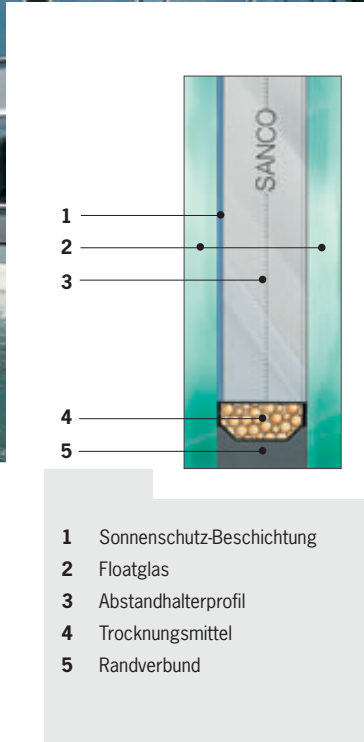 SANCO
1
2
3
4
5
1 Sonnenschutz-Beschichtung
2 Floatglas
3 Abstandhalterprofil
4 Trocknungsmittel
5 Randverbund